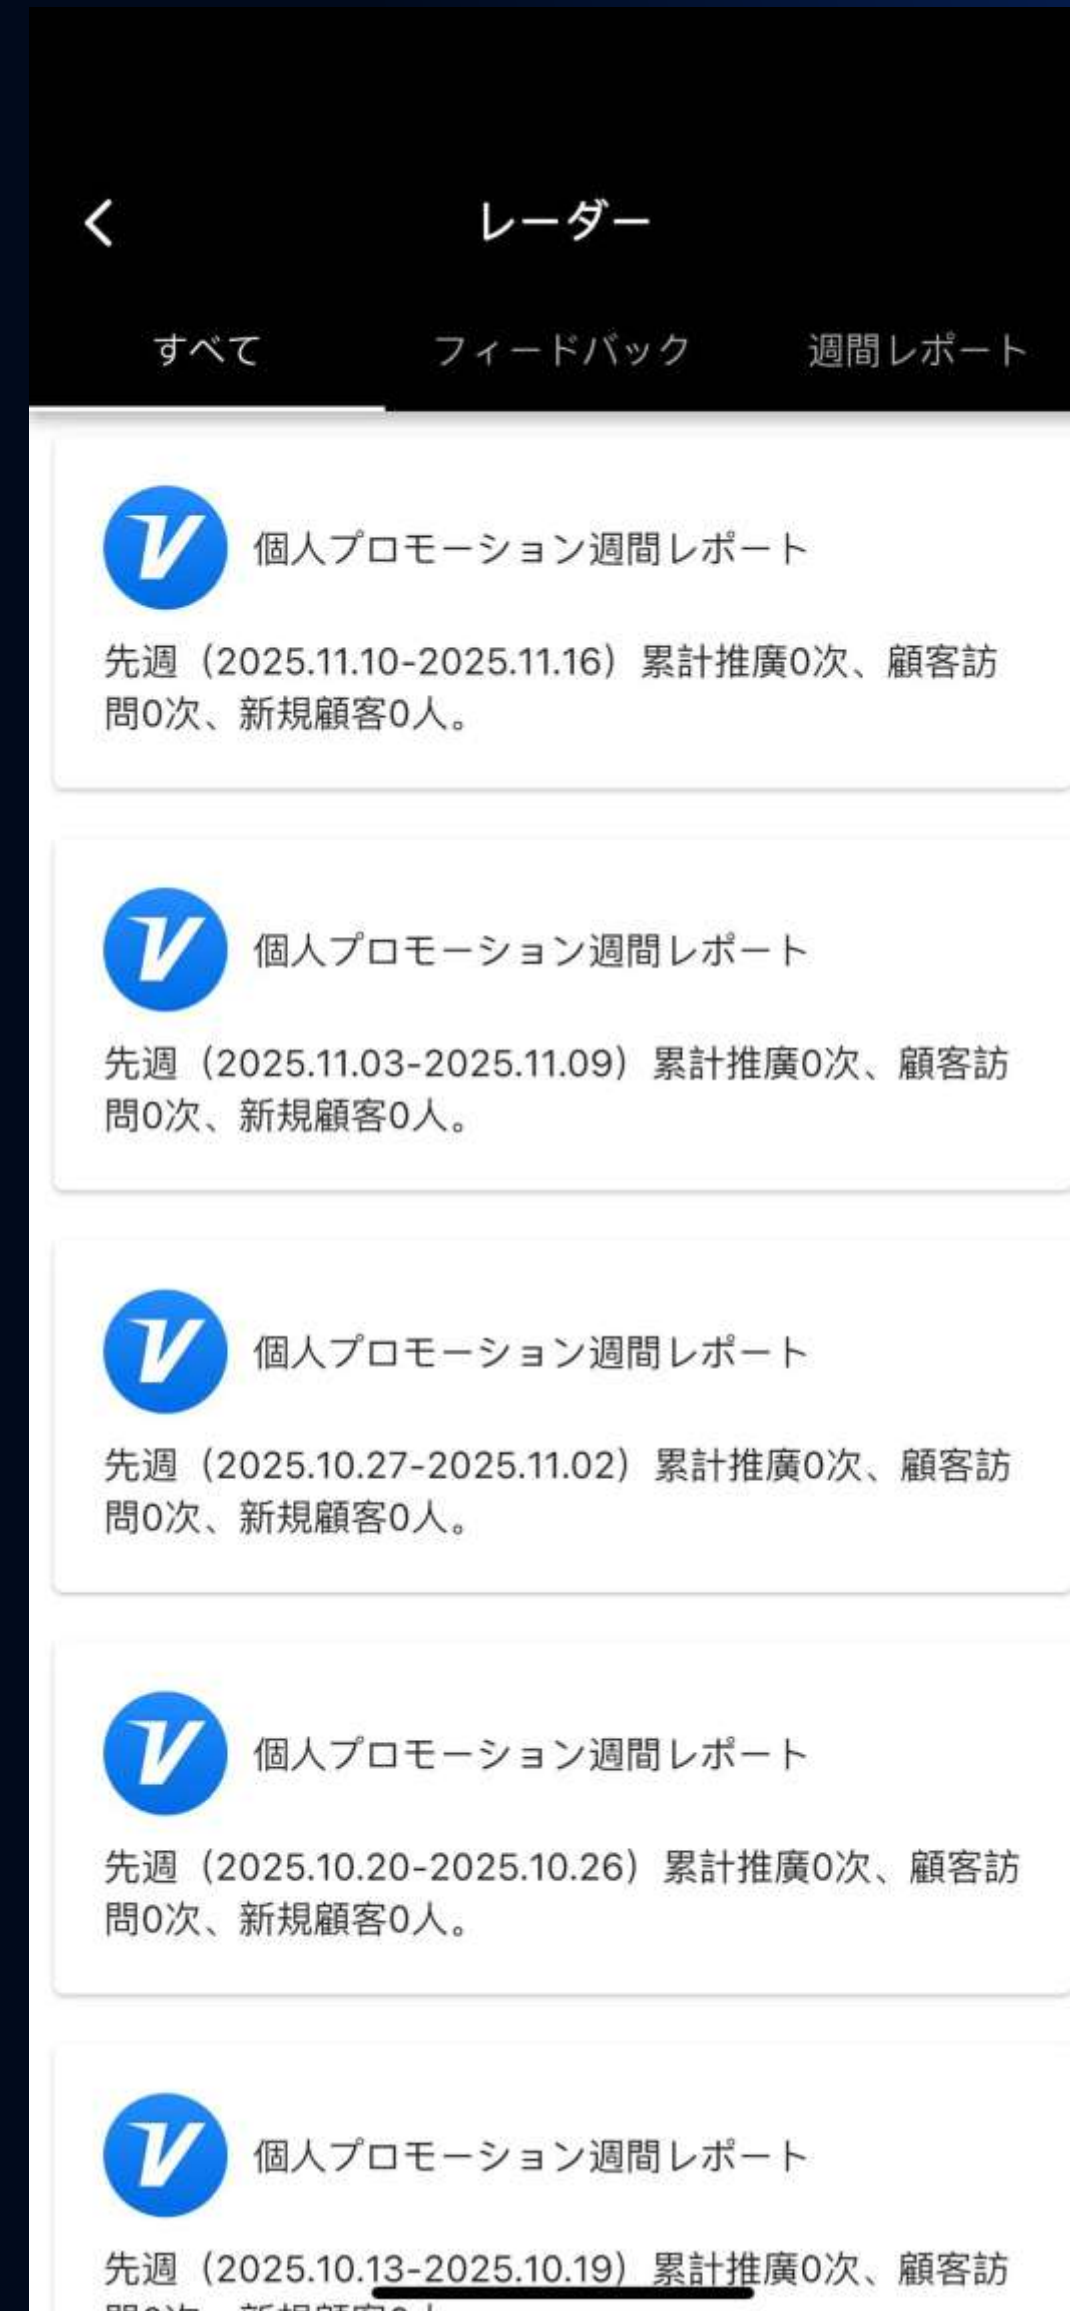 レーダー
すべて フィードバック 週間レポート
個人プロモーション週間レポート
先週（2025.11.10-2025.11.16）累計推廣0次、顧客訪
問0次、新規顧客0人。
個人プロモーション週間レポート
先週（2025.11.03-2025.11.09）累計推廣0次、顧客訪
問0次、新規顧客0人。
個人プロモーション週間レポート
先週（2025.10.27-2025.11.02）累計推廣0次、顧客訪
問0次、新規顧客0人。
個人プロモーション週間レポート
先週（2025.10.20-2025.10.26）累計推廣0次、顧客訪
問0次、新規顧客0人。
個人プロモーション週間レポート
先週（2025.10.13-2025.10.19）累計推廣0次、顧客訪